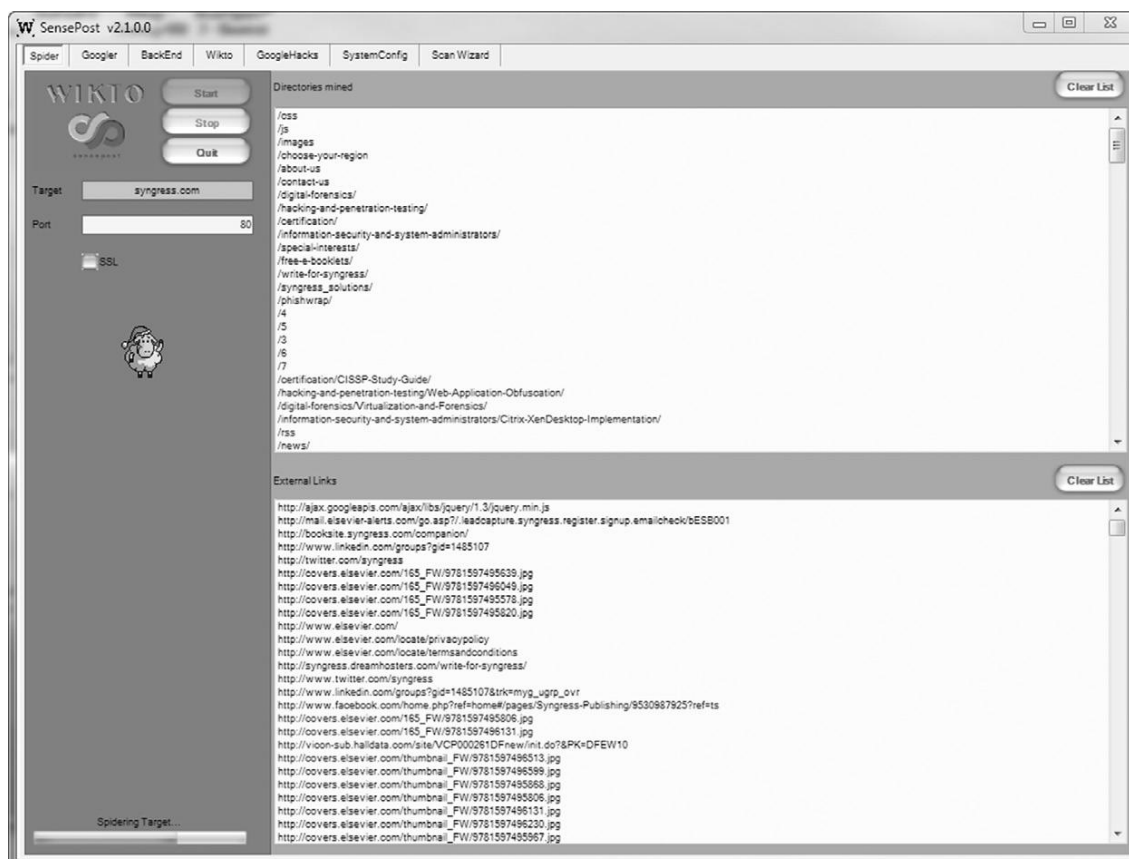 SensePost v2.1.0.0
Spider Googler BackEnd Wikto GoogleHacks SystemConfig Scan Wizard
WIKTO
sensepost
Start
Stop
Quit
Target syngress.com
Port 80
SSL
Spidering Target...
Directories mined
Clear List
/css
/js
/images
/choose-your-region
/about-us
/contact-us
/digital-forensics/
/hacking-and-penetration-testing/
/certification/
/information-security-and-system-administrators/
/special-interests/
/free-e-booklets/
/write-for-syngress/
/syngress_solutions/
/phishwrap/
/4
/5
/3
/6
/7
/certification/CISSP-Study-Guide/
/hacking-and-penetration-testing/Web-Application-Obfuscation/
/digital-forensics/Virtualization-and-Forensics/
/information-security-and-system-administrators/Citrix-XenDesktop-Implementation/
/rss
/news/
External Links
Clear List
http://ajax.googleapis.com/ajax/libs/jquery/1.3/jquery.min.js
http://mail.elsevier-alerts.com/go.asp?/.leadcapture.syngress.register.signup.emailcheck/bESB001
http://booksite.syngress.com/companion/
http://www.linkedin.com/groups?gid=1485107
http://twitter.com/syngress
http://covers.elsevier.com/165_FW/9781597495639.jpg
http://covers.elsevier.com/165_FW/9781597496049.jpg
http://covers.elsevier.com/165_FW/9781597495578.jpg
http://covers.elsevier.com/165_FW/9781597495820.jpg
http://www.elsevier.com/
http://www.elsevier.com/locate/privacypolicy
http://www.elsevier.com/locate/termsandconditions
http://syngress.dreamhosters.com/write-for-syngress/
http://www.twitter.com/syngress
http://www.linkedin.com/groups?gid=1485107&trk=myg_ugrp_ovr
http://www.facebook.com/home.php?ref=home#/pages/Syngress-Publishing/9530987925?ref=ts
http://covers.elsevier.com/165_FW/9781597495806.jpg
http://covers.elsevier.com/165_FW/9781597496131.jpg
http://vicon-sub.halldata.com/site/VCP000261DFnew/init.do?&PK=DFEW10
http://covers.elsevier.com/thumbnail_FW/9781597496513.jpg
http://covers.elsevier.com/thumbnail_FW/9781597496599.jpg
http://covers.elsevier.com/thumbnail_FW/9781597495868.jpg
http://covers.elsevier.com/thumbnail_FW/9781597495806.jpg
http://covers.elsevier.com/thumbnail_FW/9781597496131.jpg
http://covers.elsevier.com/thumbnail_FW/9781597496230.jpg
http://covers.elsevier.com/thumbnail_FW/9781597495967.jpg